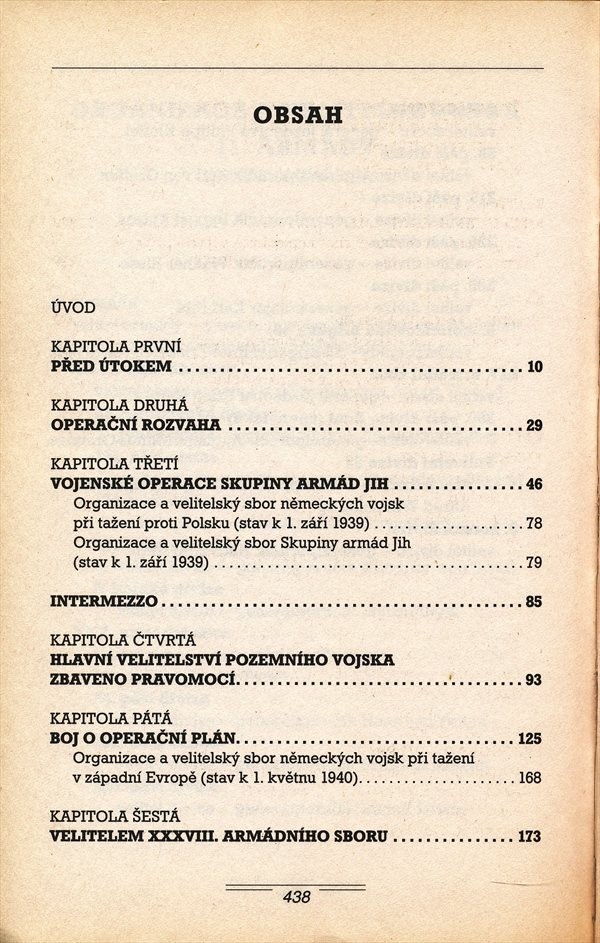 OBSAH
ÚVOD
KAPITOLA PRVNÍ
PŘED ÚTOKEM ........................................ 10
KAPITOLA DRUHÁ
OPERAČNÍ ROZVAHA ................................ 29
KAPITOLA TŘETÍ
VOJENSKÉ OPERACE SKUPINY ARMÁD JIH ................ 46
Organizace a velitelský sbor německých vojsk
při tažení proti Polsku (stav k 1. září 1939) ................ 78
Organizace a velitelský sbor Skupiny armád Jih
(stav k 1. září 1939) ................................ 79
INTERMEZZO ........................................ 85
KAPITOLA ČTVRTÁ
HLAVNÍ VELITELSTVÍ POZEMNÍHO VOJSKA
ZBAVENO PRAVOMOCÍ ................................ 93
KAPITOLA PÁTÁ
BOJ O OPERAČNÍ PLÁN ................................ 125
Organizace a velitelský sbor německých vojsk při tažení
v západní Evropě (stav k 1. květnu 1940) ................ 168
KAPITOLA ŠESTÁ
VELITELEM XXXVIII. ARMÁDNÍHO SBORU ................ 173
438